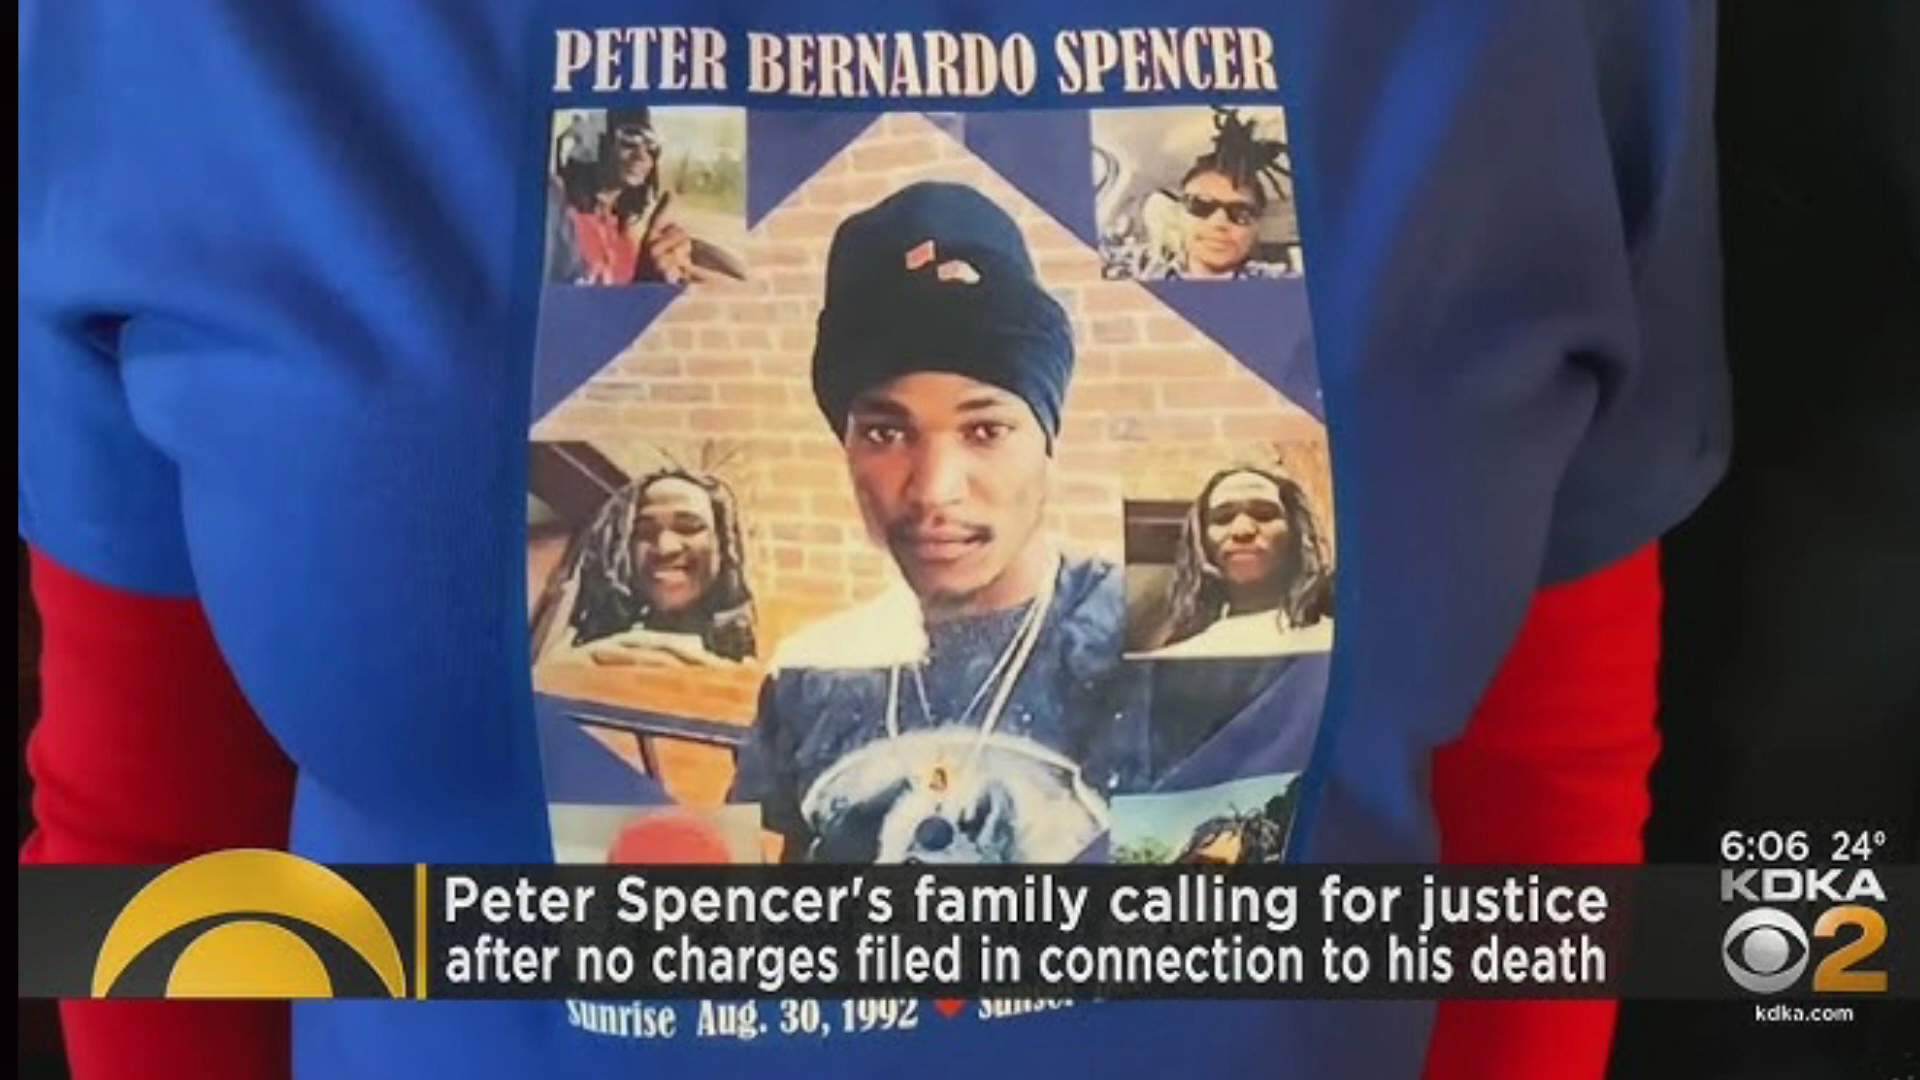 PETER BERNARDO SPENCER
6:06 24°
KDKA
2
kdka.com
Peter Spencer's family calling for justice
after no charges filed in connection to his death
Sunrise Aug. 30, 1992 Sunset